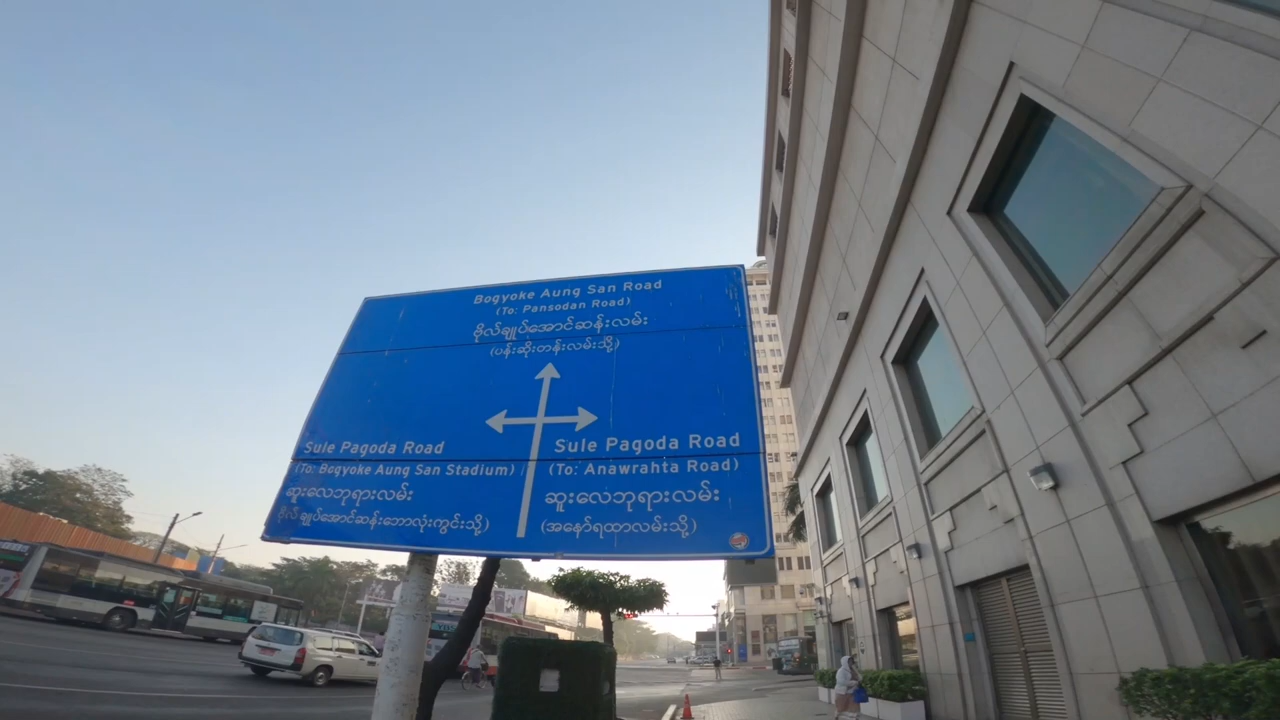 Bogyoke Aung San Road
(To: Pansodan Road)
ဗိုလ်ချုပ်အောင်ဆန်းလမ်း
(ပန်းဆိုးတန်းလမ်းသို့)
Sule Pagoda Road
(To: Bogyoke Aung San Stadium)
ဆူးလေဘုရားလမ်း
(ဗိုလ်ချုပ်အောင်ဆန်းဘောလုံးကွင်းသို့)
Sule Pagoda Road
(To: Anawrahta Road)
ဆူးလေဘုရားလမ်း
(အနော်ရထာလမ်းသို့)